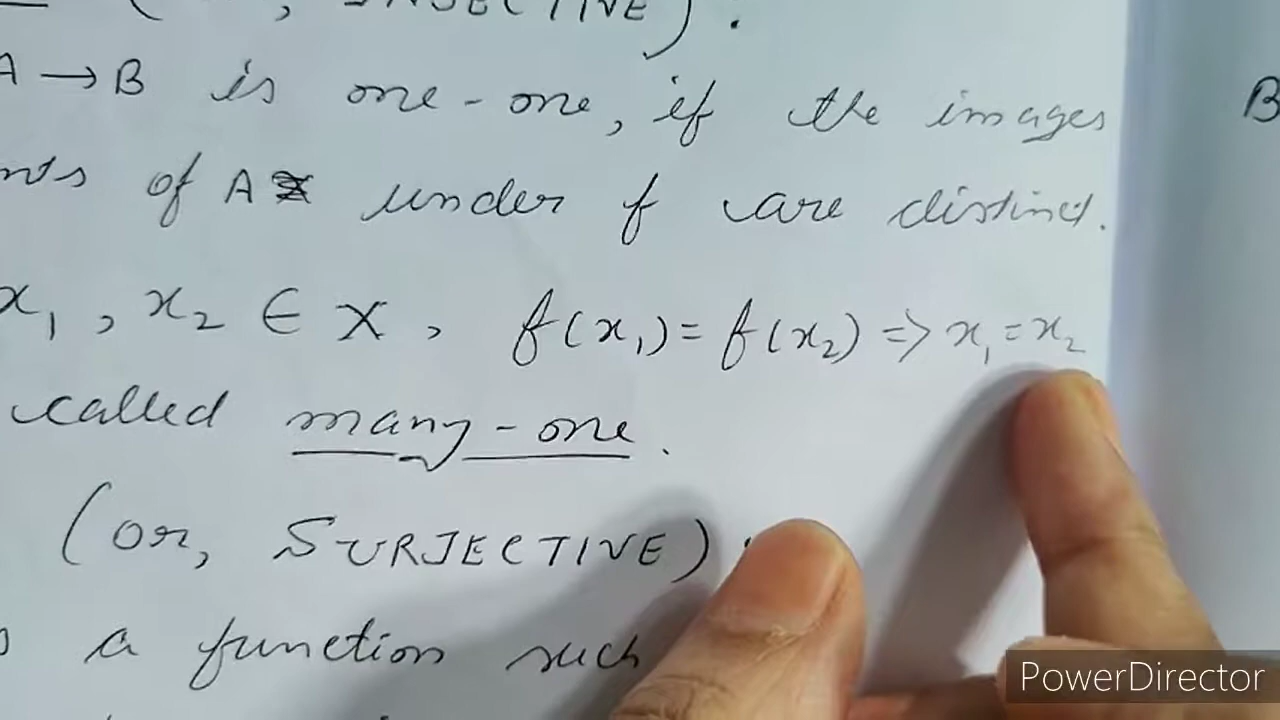 ( , INJECTIVE) .
A → B is one-one, if the images
B
of A under f are distinct.
x₁, x₂ ∈ X, f(x₁) = f(x₂) => x₁ = x₂
called many-one.
(or, SURJECTIVE) :
a function such
PowerDirector